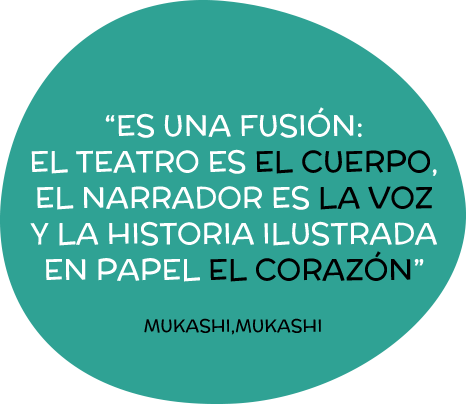 “ES UNA FUSIÓN:
EL TEATRO ES EL CUERPO,
EL NARRADOR ES LA VOZ
Y LA HISTORIA ILUSTRADA
EN PAPEL EL CORAZÓN”
MUKASHI,MUKASHI